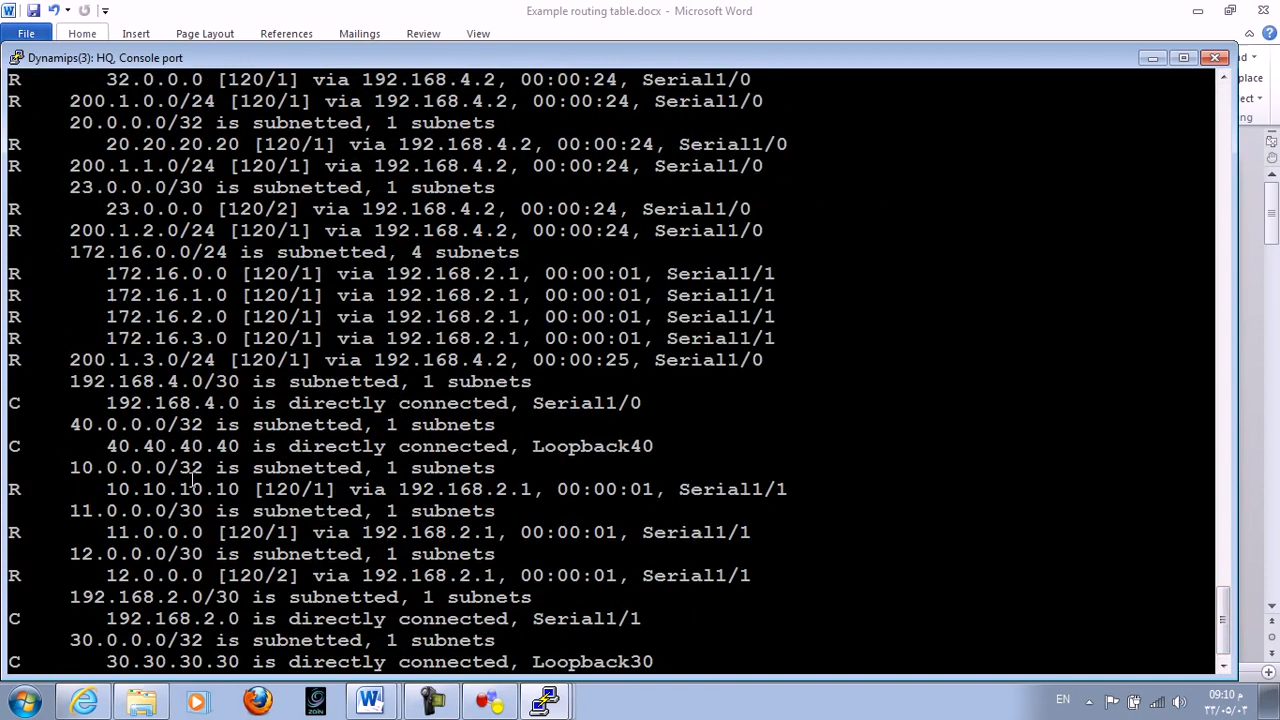 Example routing table.docx - Microsoft Word
File Home Insert Page Layout References Mailings Review View
Dynamips(3): HQ, Console port
R 32.0.0.0 [120/1] via 192.168.4.2, 00:00:24, Serial1/0
R 200.1.0.0/24 [120/1] via 192.168.4.2, 00:00:24, Serial1/0
20.0.0.0/32 is subnetted, 1 subnets
R 20.20.20.20 [120/1] via 192.168.4.2, 00:00:24, Serial1/0
R 200.1.1.0/24 [120/1] via 192.168.4.2, 00:00:24, Serial1/0
23.0.0.0/30 is subnetted, 1 subnets
R 23.0.0.0 [120/2] via 192.168.4.2, 00:00:24, Serial1/0
R 200.1.2.0/24 [120/1] via 192.168.4.2, 00:00:24, Serial1/0
172.16.0.0/24 is subnetted, 4 subnets
R 172.16.0.0 [120/1] via 192.168.2.1, 00:00:01, Serial1/1
R 172.16.1.0 [120/1] via 192.168.2.1, 00:00:01, Serial1/1
R 172.16.2.0 [120/1] via 192.168.2.1, 00:00:01, Serial1/1
R 172.16.3.0 [120/1] via 192.168.2.1, 00:00:01, Serial1/1
R 200.1.3.0/24 [120/1] via 192.168.4.2, 00:00:25, Serial1/0
192.168.4.0/30 is subnetted, 1 subnets
C 192.168.4.0 is directly connected, Serial1/0
40.0.0.0/32 is subnetted, 1 subnets
C 40.40.40.40 is directly connected, Loopback40
10.0.0.0/32 is subnetted, 1 subnets
R 10.10.10.10 [120/1] via 192.168.2.1, 00:00:01, Serial1/1
11.0.0.0/30 is subnetted, 1 subnets
R 11.0.0.0 [120/1] via 192.168.2.1, 00:00:01, Serial1/1
12.0.0.0/30 is subnetted, 1 subnets
R 12.0.0.0 [120/2] via 192.168.2.1, 00:00:01, Serial1/1
192.168.2.0/30 is subnetted, 1 subnets
C 192.168.2.0 is directly connected, Serial1/1
30.0.0.0/32 is subnetted, 1 subnets
C 30.30.30.30 is directly connected, Loopback30
EN
09:10 م